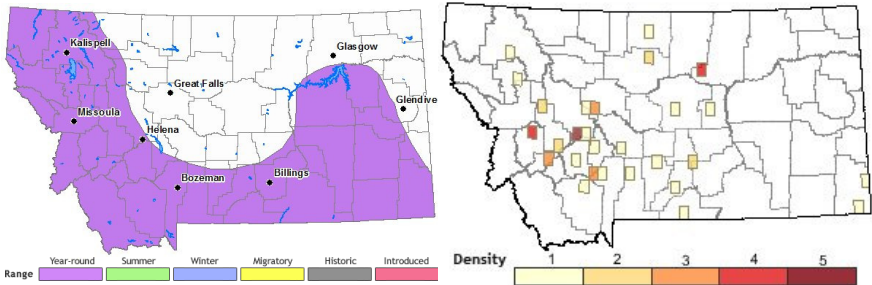 Kalispell
Glasgow
Great Falls
Glendive
Missoula
Helena
Bozeman
Billings
Range Year-round Summer Winter Migratory Historic Introduced
Density 1 2 3 4 5